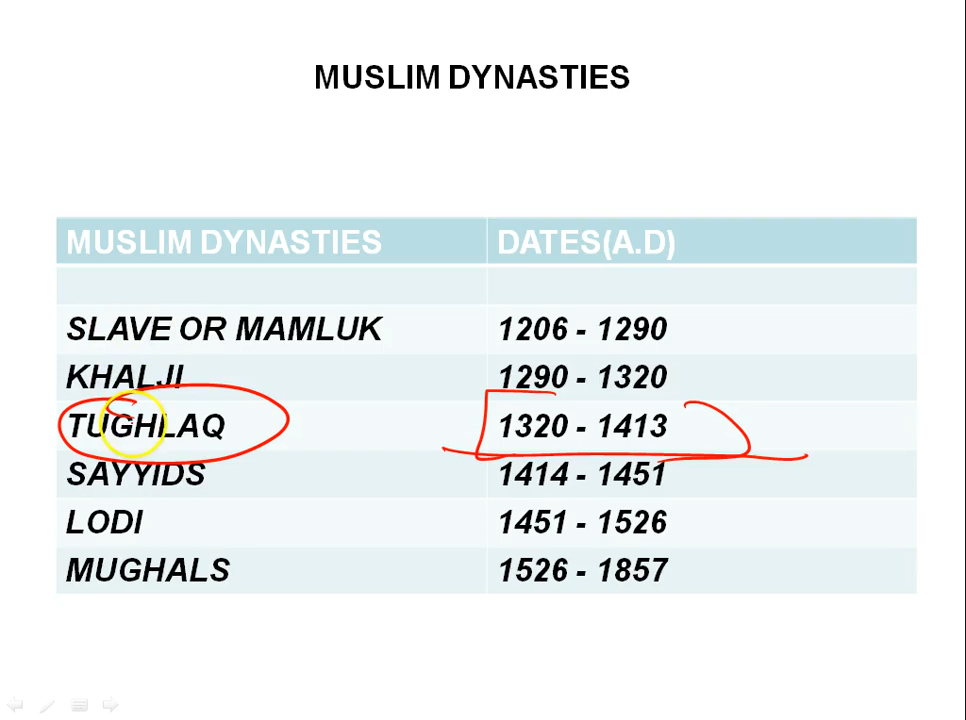 MUSLIM DYNASTIES
MUSLIM DYNASTIES DATES(A.D)
SLAVE OR MAMLUK 1206 - 1290
KHALJI 1290 - 1320
TUGHLAQ 1320 - 1413
SAYYIDS 1414 - 1451
LODI 1451 - 1526
MUGHALS 1526 - 1857